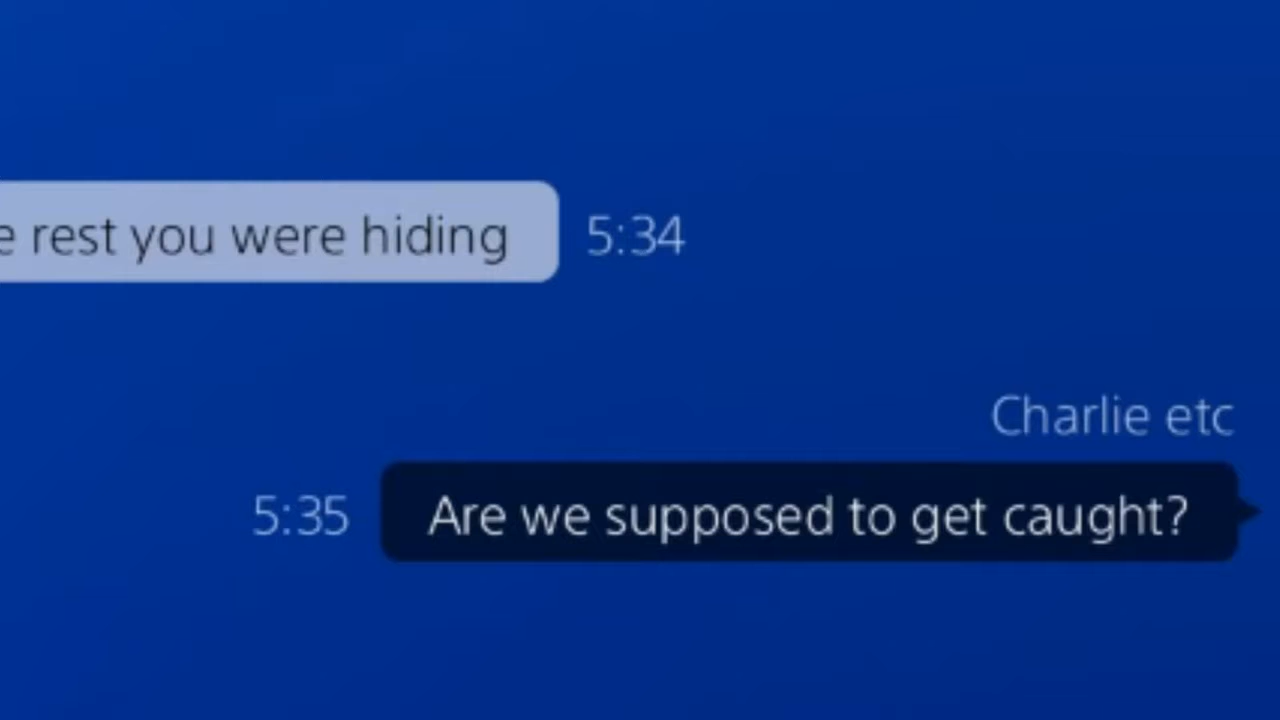 rest you were hiding 5:34
Charlie etc
5:35 Are we supposed to get caught?